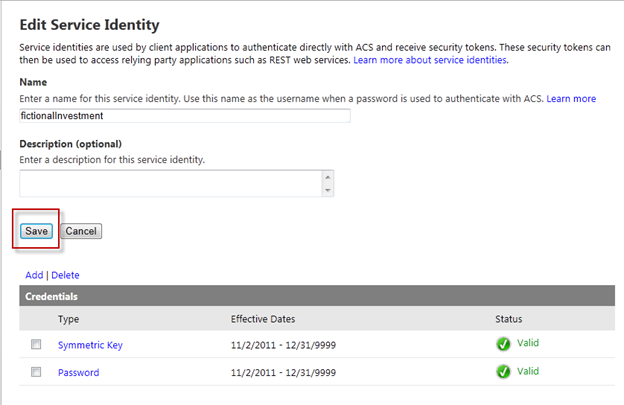 Edit Service Identity
Service identities are used by client applications to authenticate directly with ACS and receive security tokens. These security tokens can
then be used to access relying party applications such as REST web services. Learn more about service identities.
Name
Enter a name for this service identity. Use this name as the username when a password is used to authenticate with ACS. Learn more
fictionalInvestment
Description (optional)
Enter a description for this service identity.
Save Cancel
Add | Delete
Credentials
Type Effective Dates Status
Symmetric Key 11/2/2011 - 12/31/9999 Valid
Password 11/2/2011 - 12/31/9999 Valid